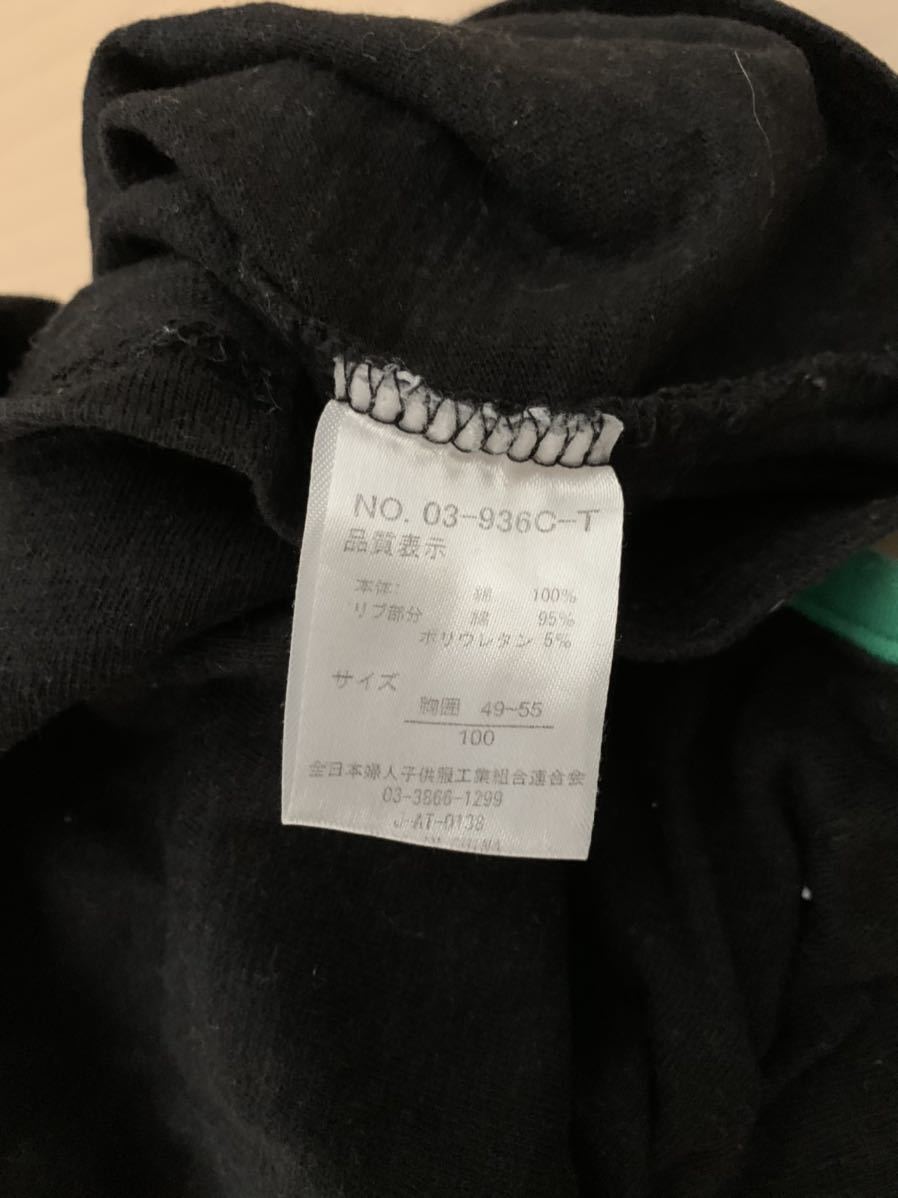 NO. 03-936C-T
品質表示
本体: 綿 100%
リブ部分 綿 95%
ポリウレタン 5%
サイズ
胸囲 49~55
100
全日本婦人子供服工業組合連合会
03-3866-1299
J-AT-0138
CHINA